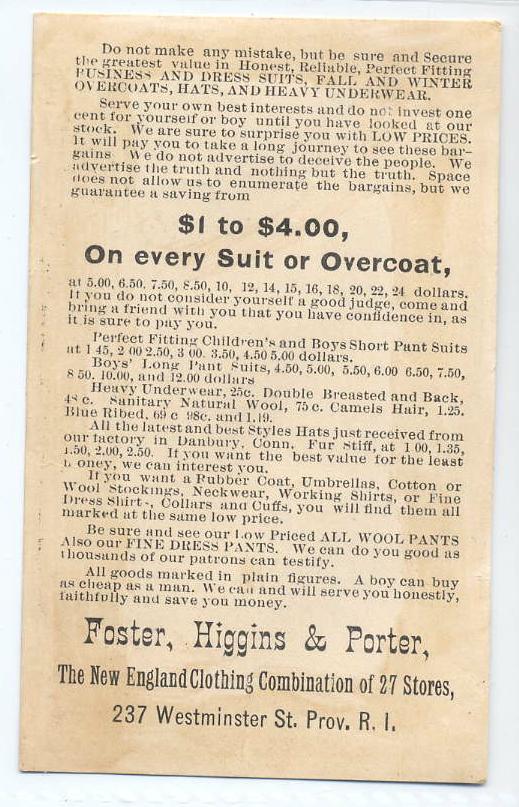 Do not make any mistake, but be sure and Secure
the greatest value in Honest, Reliable, Perfect Fitting
BUSINESS AND DRESS SUITS, FALL AND WINTER
OVERCOATS, HATS, AND HEAVY UNDERWEAR.
Serve your own best interests and do not invest one
cent for yourself or boy until you have looked at our
stock. We are sure to surprise you with LOW PRICES.
It will pay you to take a long journey to see these bar-
gains We do not advertise to deceive the people. We
advertise the truth and nothing but the truth. Space
does not allow us to enumerate the bargains, but we
guarantee a saving from
$1 to $4.00,
On every Suit or Overcoat,
at 5.00, 6.50, 7.50, 8.50, 10, 12, 14, 15, 16, 18, 20, 22, 24 dollars.
If you do not consider yourself a good judge, come and
bring a friend with you that you have confidence in, as
it is sure to pay you.
Perfect Fitting Children's and Boys Short Pant Suits
at 1 45, 2 00 2.50, 3 00. 3.50, 4.50 5.00 dollars.
Boys' Long Pant Suits, 4.50, 5.00, 5.50, 6.00 6.50, 7.50,
8 50. 10.00, and 12.00 dollars
Heavy Underwear, 25c. Double Breasted and Back,
48 c. Sanitary Natural Wool, 75 c. Camels Hair, 1.25.
Blue Ribed, 69 c 98c. and 1.19.
All the latest and best Styles Hats just received from
our factory in Danbury, Conn. Fur Stiff, at 1 00, 1.35,
1.50, 2.00, 2.50. If you want the best value for the least
money, we can interest you.
If you want a Rubber Coat, Umbrellas, Cotton or
Wool Stockings, Neckwear, Working Shirts, or Fine
Dress Shirts, Collars and Cuffs, you will find them all
marked at the same low price.
Be sure and see our Low Priced ALL WOOL PANTS
Also our FINE DRESS PANTS. We can do you good as
thousands of our patrons can testify.
All goods marked in plain figures. A boy can buy
as cheap as a man. We can and will serve you honestly,
faithfully and save you money.
Foster, Higgins & Porter,
The New England Clothing Combination of 27 Stores,
237 Westminster St. Prov. R. I.